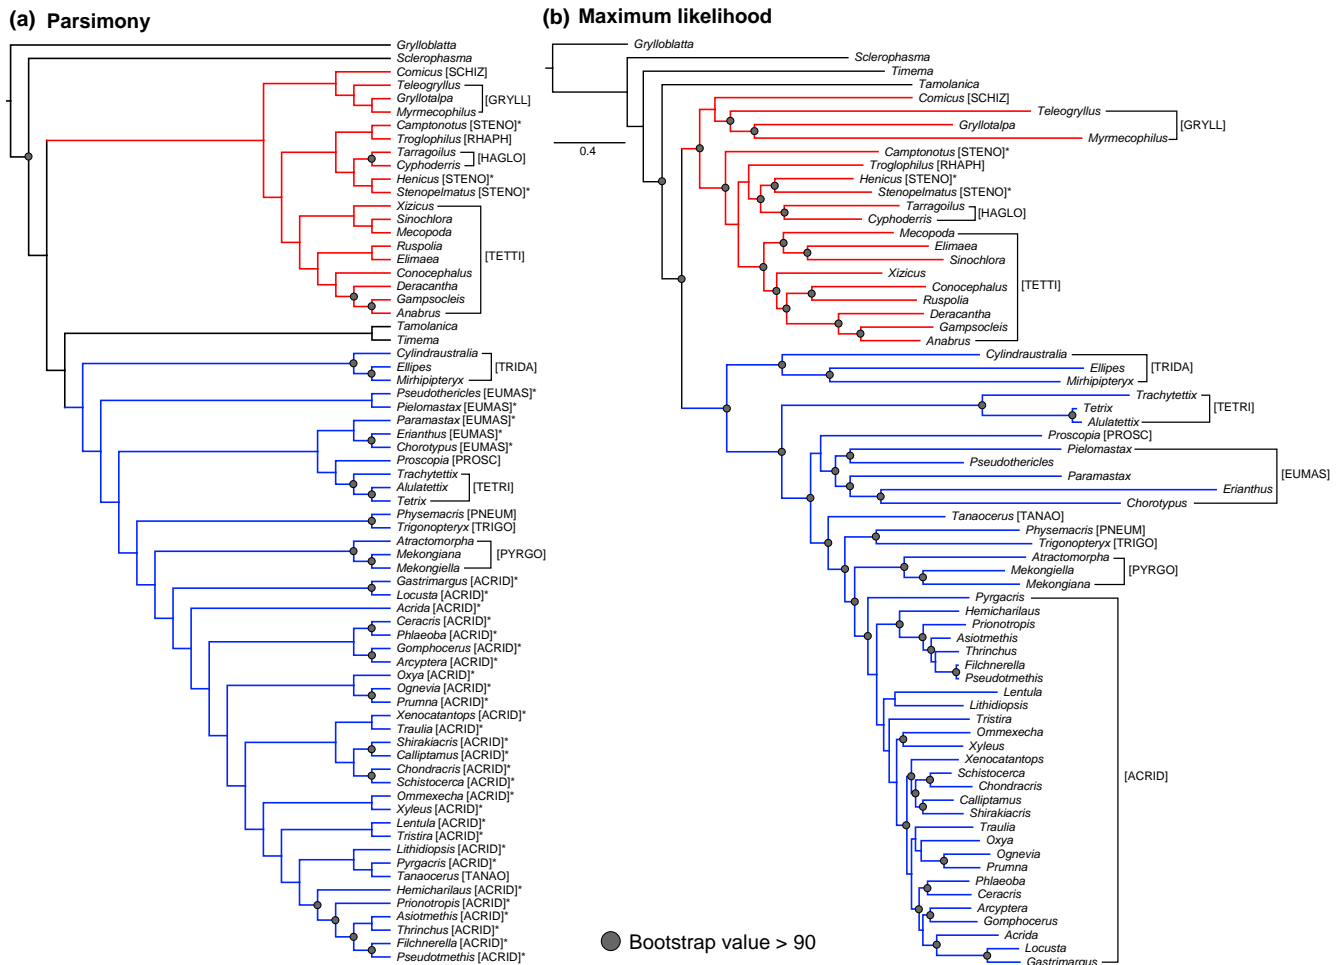 (a) Parsimony
Grylloblatta
Sclerophasma
Comicus [SCHIZ]
Teleogryllus
Gryllotalpa
[GRYLL]
Myrmecophilus
Camptonotus [STENO]*
Troglophilus [RHAPH]
Tarragoilus
[HAGLO]
Cyphoderris
Henicus [STENO]*
Stenopelmatus [STENO]*
Xizicus
Sinochlora
Mecopoda
Ruspolia
[TETTI]
Elimaea
Conocephalus
Deracantha
Gampsocleis
Anabrus
Tamolanica
Timema
Cylindraustralia
Ellipes
[TRIDA]
Mirhipipteryx
Pseudothericles [EUMAS]*
Pielomastax [EUMAS]*
Paramastax [EUMAS]*
Erianthus [EUMAS]*
Chorotypus [EUMAS]*
Proscopia [PROSC]
Trachytettix
Alulatettix
[TETRI]
Tetrix
Physemacris [PNEUM]
Trigonopteryx [TRIGO]
Atractomorpha
Mekongiana
[PYRGO]
Mekongiella
Gastrimargus [ACRID]*
Locusta [ACRID]*
Acrida [ACRID]*
Ceracris [ACRID]*
Phlaeoba [ACRID]*
Gomphocerus [ACRID]*
Arcyptera [ACRID]*
Oxya [ACRID]*
Ognevia [ACRID]*
Prumna [ACRID]*
Xenocatantops [ACRID]*
Traulia [ACRID]*
Shirakiacris [ACRID]*
Calliptamus [ACRID]*
Chondracris [ACRID]*
Schistocerca [ACRID]*
Ommexecha [ACRID]*
Xyleus [ACRID]*
Lentula [ACRID]*
Tristira [ACRID]*
Lithidiopsis [ACRID]*
Pyrgacris [ACRID]*
Tanaocerus [TANAO]
Hemicharilaus [ACRID]*
Prionotropis [ACRID]*
Asiotmethis [ACRID]*
Thrinchus [ACRID]*
Filchnerella [ACRID]*
Pseudotmethis [ACRID]*
(b) Maximum likelihood
Grylloblatta
Sclerophasma
Timema
Tamolanica
Comicus [SCHIZ]
Teleogryllus
Gryllotalpa
[GRYLL]
Myrmecophilus
0.4
Camptonotus [STENO]*
Troglophilus [RHAPH]
Henicus [STENO]*
Stenopelmatus [STENO]*
Tarragoilus
[HAGLO]
Cyphoderris
Mecopoda
Elimaea
Sinochlora
Xizicus
[TETTI]
Conocephalus
Ruspolia
Deracantha
Gampsocleis
Anabrus
Cylindraustralia
Ellipes
[TRIDA]
Mirhipipteryx
Trachytettix
Tetrix
[TETRI]
Alulatettix
Proscopia [PROSC]
Pielomastax
Pseudothericles
[EUMAS]
Paramastax
Erianthus
Chorotypus
Tanaocerus [TANAO]
Physemacris [PNEUM]
Trigonopteryx [TRIGO]
Atractomorpha
Mekongiella
[PYRGO]
Mekongiana
Pyrgacris
Hemicharilaus
Prionotropis
Asiotmethis
Thrinchus
Filchnerella
Pseudotmethis
Lentula
Lithidiopsis
Tristira
Ommexecha
Xyleus
Xenocatantops
Schistocerca
[ACRID]
Chondracris
Calliptamus
Shirakiacris
Traulia
Oxya
Ognevia
Prumna
Phlaeoba
Ceracris
Arcyptera
Gomphocerus
Acrida
Locusta
Gastrimargus
Bootstrap value > 90